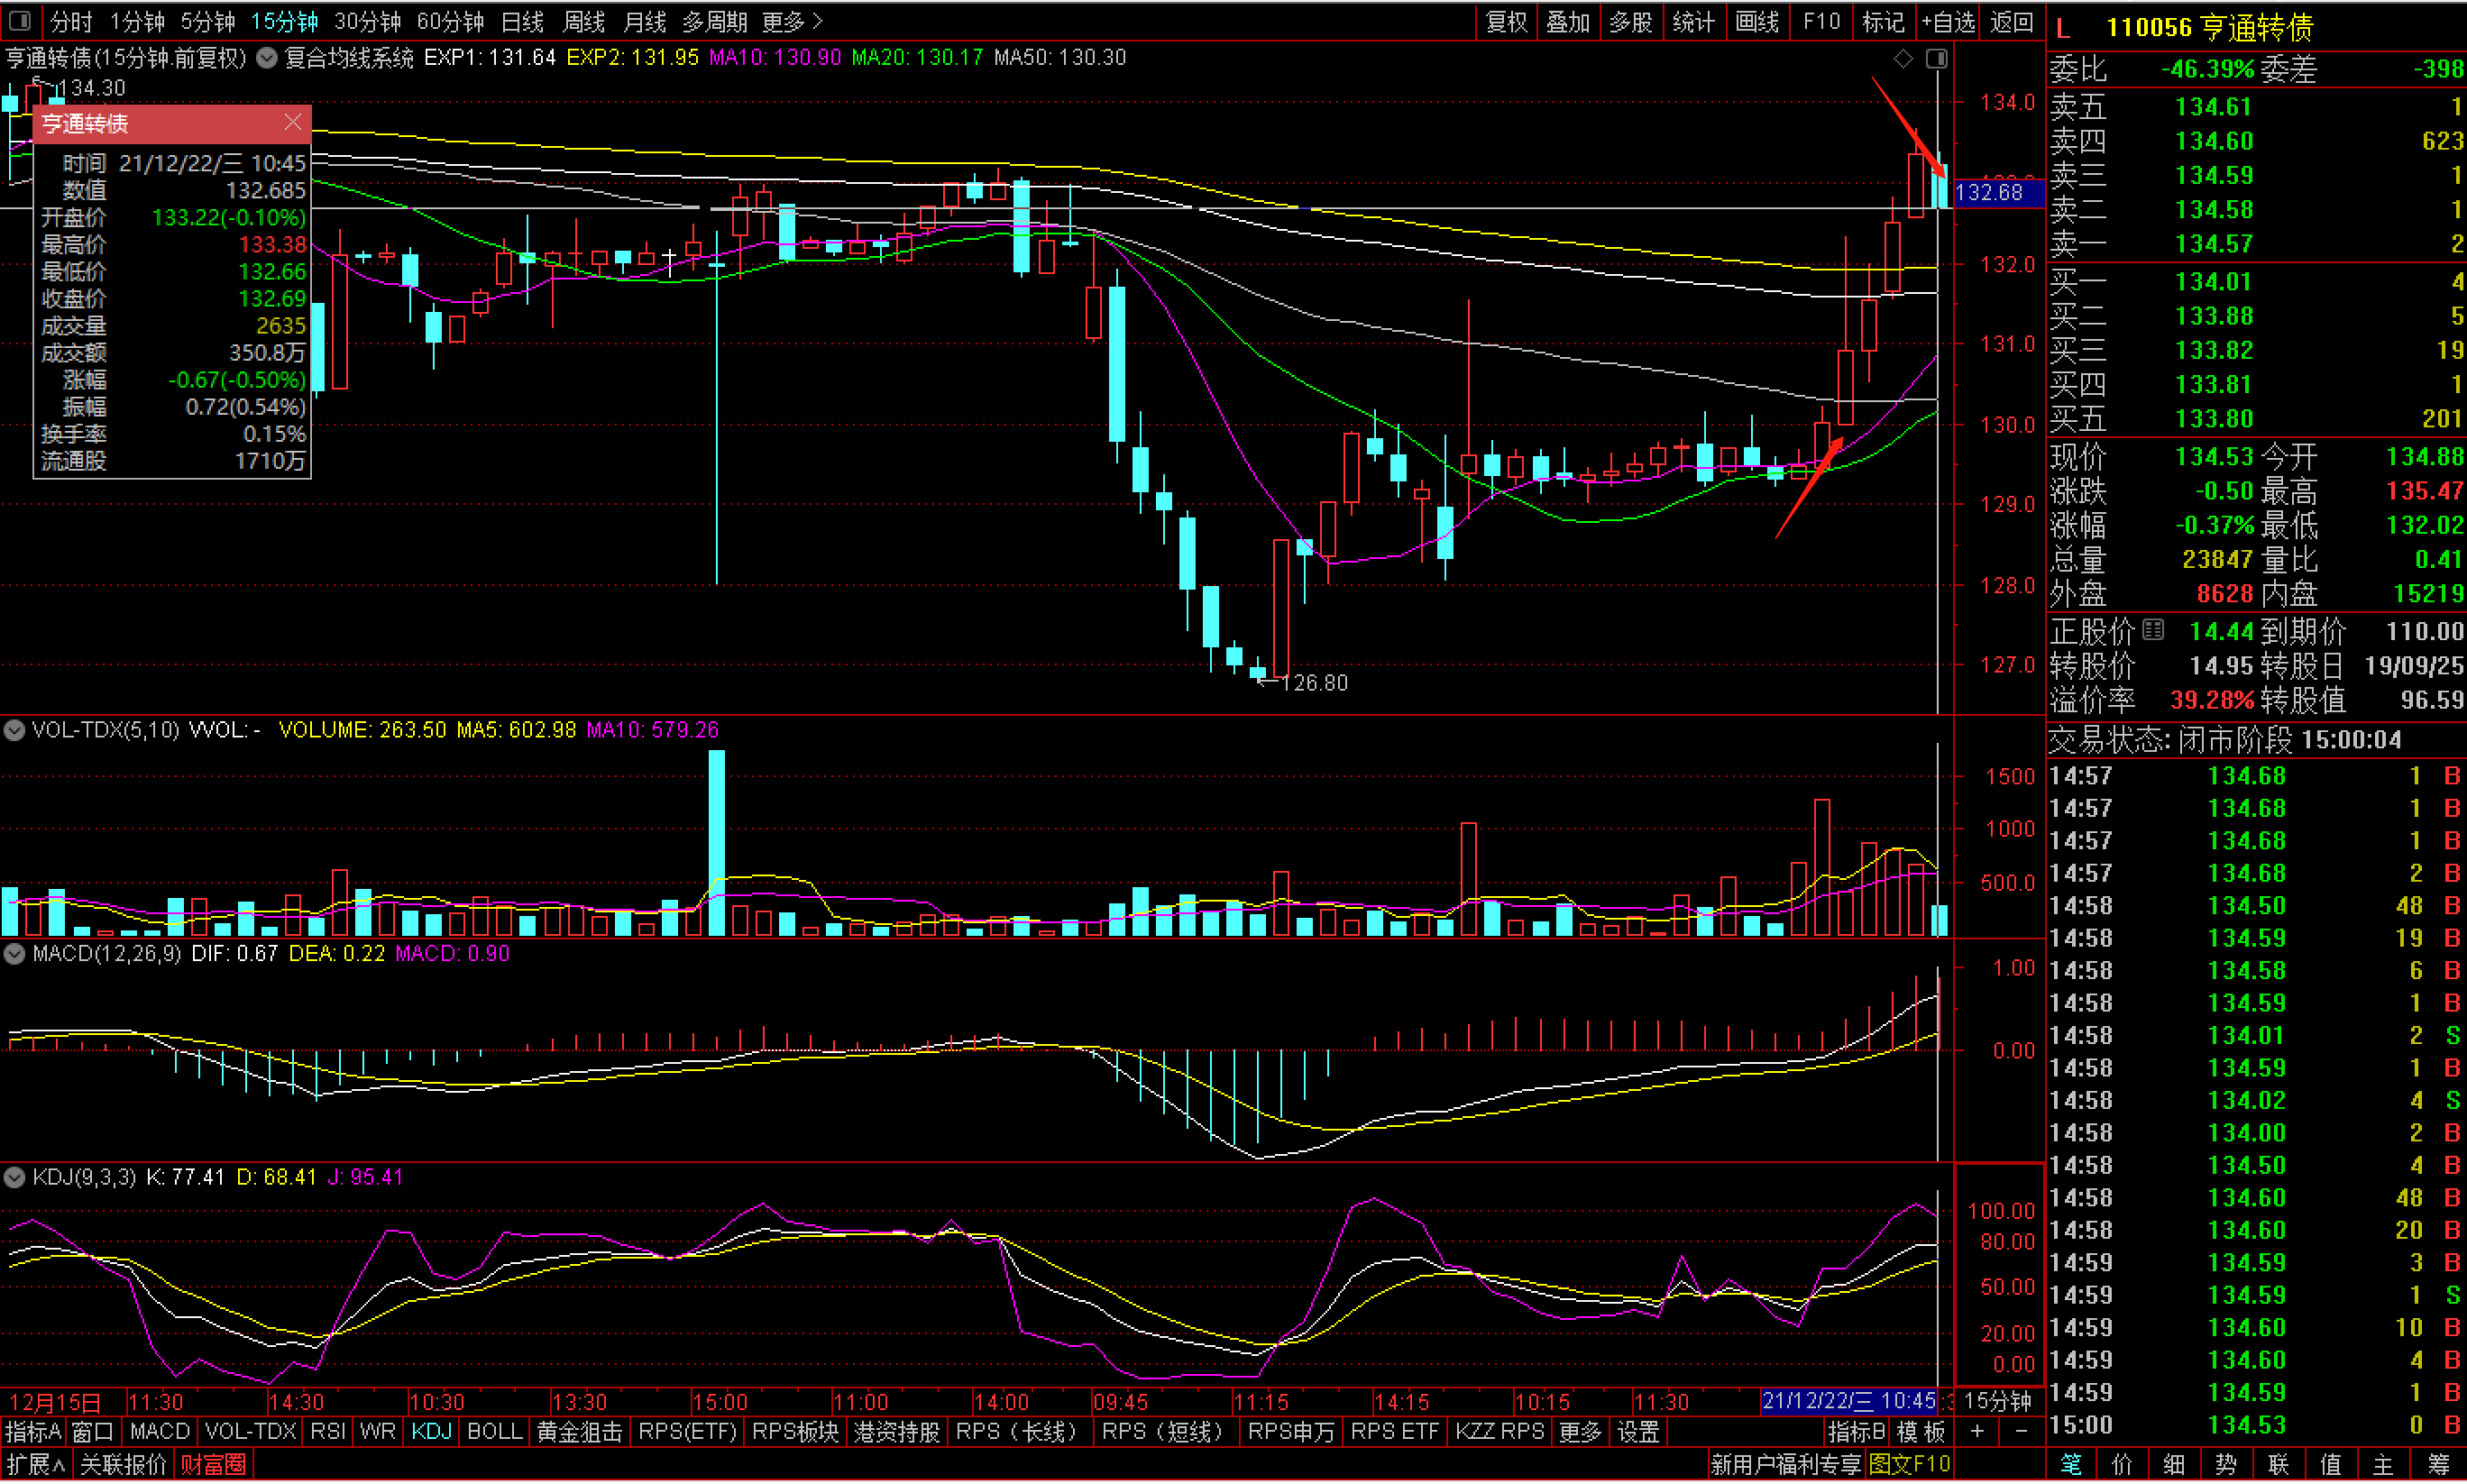 分时 1分钟 5分钟 15分钟 30分钟 60分钟 日线 周线 月线 多周期 更多 >
复权 叠加 多股 统计 画线 F10 标记 +自选 返回
L 110056 亨通转债
亨通转债(15分钟.前复权) 复合均线系统 EXP1: 131.64 EXP2: 131.95 MA10: 130.90 MA20: 130.17 MA50: 130.30
134.30
亨通转债
时间 21/12/22/三 10:45
数值 132.685
开盘价 133.22(-0.10%)
最高价 133.38
最低价 132.66
收盘价 132.69
成交量 2635
成交额 350.8万
涨幅 -0.67(-0.50%)
振幅 0.72(0.54%)
换手率 0.15%
流通股 1710万
126.80
134.0
132.68
132.0
131.0
130.0
129.0
128.0
127.0
VOL-TDX(5,10) VVOL: - VOLUME: 263.50 MA5: 602.98 MA10: 579.26
1500
1000
500.0
MACD(12,26,9) DIF: 0.67 DEA: 0.22 MACD: 0.90
1.00
0.00
KDJ(9,3,3) K: 77.41 D: 68.41 J: 95.41
100.00
80.00
50.00
20.00
0.00
12月15日 11:30 14:30 10:30 13:30 15:00 11:00 14:00 09:45 11:15 14:15 10:15 11:30 21/12/22/三 10:45 15分钟
指标A 窗口 MACD VOL-TDX RSI WR KDJ BOLL 黄金狙击 RPS(ETF) RPS板块 港资持股 RPS（长线） RPS（短线） RPS申万 RPS ETF KZZ RPS 更多 设置 指标B 模 板 + −
扩展∧ 关联报价 财富圈 新用户福利专享 图文F10
委比 -46.39% 委差 -398
卖五 134.61 1
卖四 134.60 623
卖三 134.59 1
卖二 134.58 1
卖一 134.57 2
买一 134.01 4
买二 133.88 5
买三 133.82 19
买四 133.81 1
买五 133.80 201
现价 134.53 今开 134.88
涨跌 -0.50 最高 135.47
涨幅 -0.37% 最低 132.02
总量 23847 量比 0.41
外盘 8628 内盘 15219
正股价 14.44 到期价 110.00
转股价 14.95 转股日 19/09/25
溢价率 39.28% 转股值 96.59
交易状态: 闭市阶段 15:00:04
14:57 134.68 1 B
14:57 134.68 1 B
14:57 134.68 1 B
14:57 134.68 2 B
14:58 134.50 48 B
14:58 134.59 19 B
14:58 134.58 6 B
14:58 134.59 1 B
14:58 134.01 2 S
14:58 134.59 1 B
14:58 134.02 4 S
14:58 134.00 2 B
14:58 134.50 4 B
14:58 134.60 48 B
14:58 134.60 20 B
14:59 134.59 3 B
14:59 134.59 1 S
14:59 134.60 10 B
14:59 134.60 4 B
14:59 134.59 1 B
15:00 134.53 0 B
笔 价 细 势 联 值 主 筹